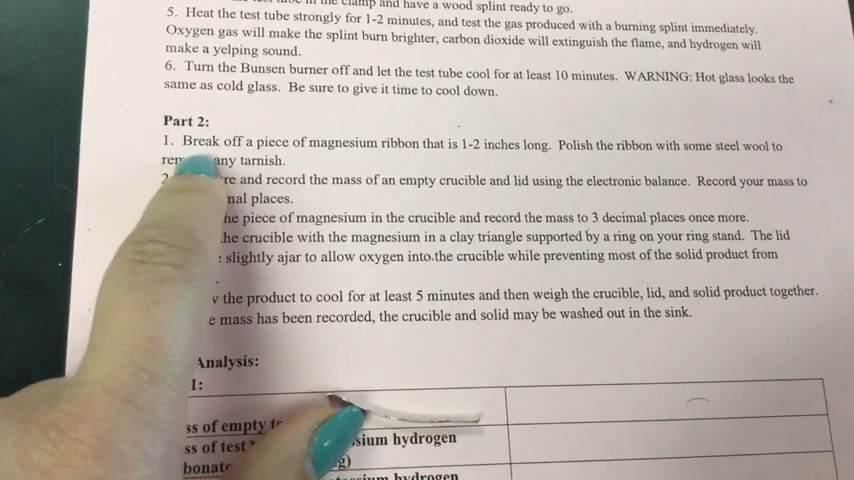 the clamp and have a wood splint ready to go.
5. Heat the test tube strongly for 1-2 minutes, and test the gas produced with a burning splint immediately.
Oxygen gas will make the splint burn brighter, carbon dioxide will extinguish the flame, and hydrogen will
make a yelping sound.
6. Turn the Bunsen burner off and let the test tube cool for at least 10 minutes. WARNING: Hot glass looks the
same as cold glass. Be sure to give it time to cool down.
Part 2:
1. Break off a piece of magnesium ribbon that is 1-2 inches long. Polish the ribbon with some steel wool to
any tarnish.
2 and record the mass of an empty crucible and lid using the electronic balance. Record your mass to
places.
piece of magnesium in the crucible and record the mass to 3 decimal places once more.
crucible with the magnesium in a clay triangle supported by a ring on your ring stand. The lid
slightly ajar to allow oxygen into the crucible while preventing most of the solid product from
the product to cool for at least 5 minutes and then weigh the crucible, lid, and solid product together.
mass has been recorded, the crucible and solid may be washed out in the sink.
Analysis:
1:
of empty
of test
hydrogen
hydrogen